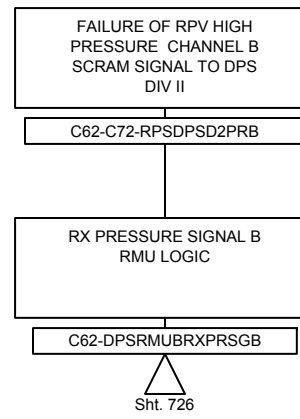 FAILURE OF RPV HIGH
PRESSURE CHANNEL B
SCRAM SIGNAL TO DPS
DIV II
C62-C72-RPSDPSD2PRB
RX PRESSURE SIGNAL B
RMU LOGIC
C62-DPSRMUBRXPRSGB
Sht. 726